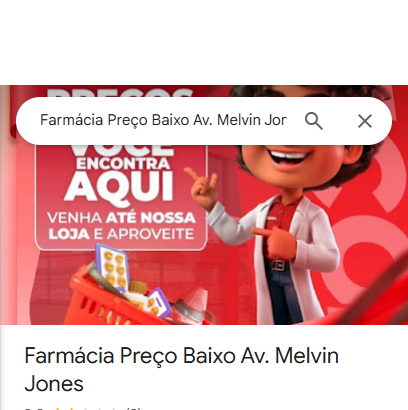 PREÇOS
Farmácia Preço Baixo Av. Melvin Jor
VOCÊ
ENCONTRA
AQUI
VENHA ATÉ NOSSA
LOJA E APROVEITE
Farmácia Preço Baixo Av. Melvin
Jones